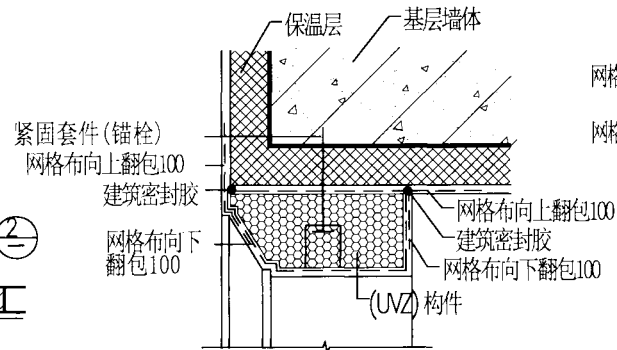 保温层
基层墙体
紧固套件(锚栓)
网格布向上翻包100
建筑密封胶
2
网格布向下
翻包100
网格布向上翻包100
建筑密封胶
网格布向下翻包100
(UVZ)构件